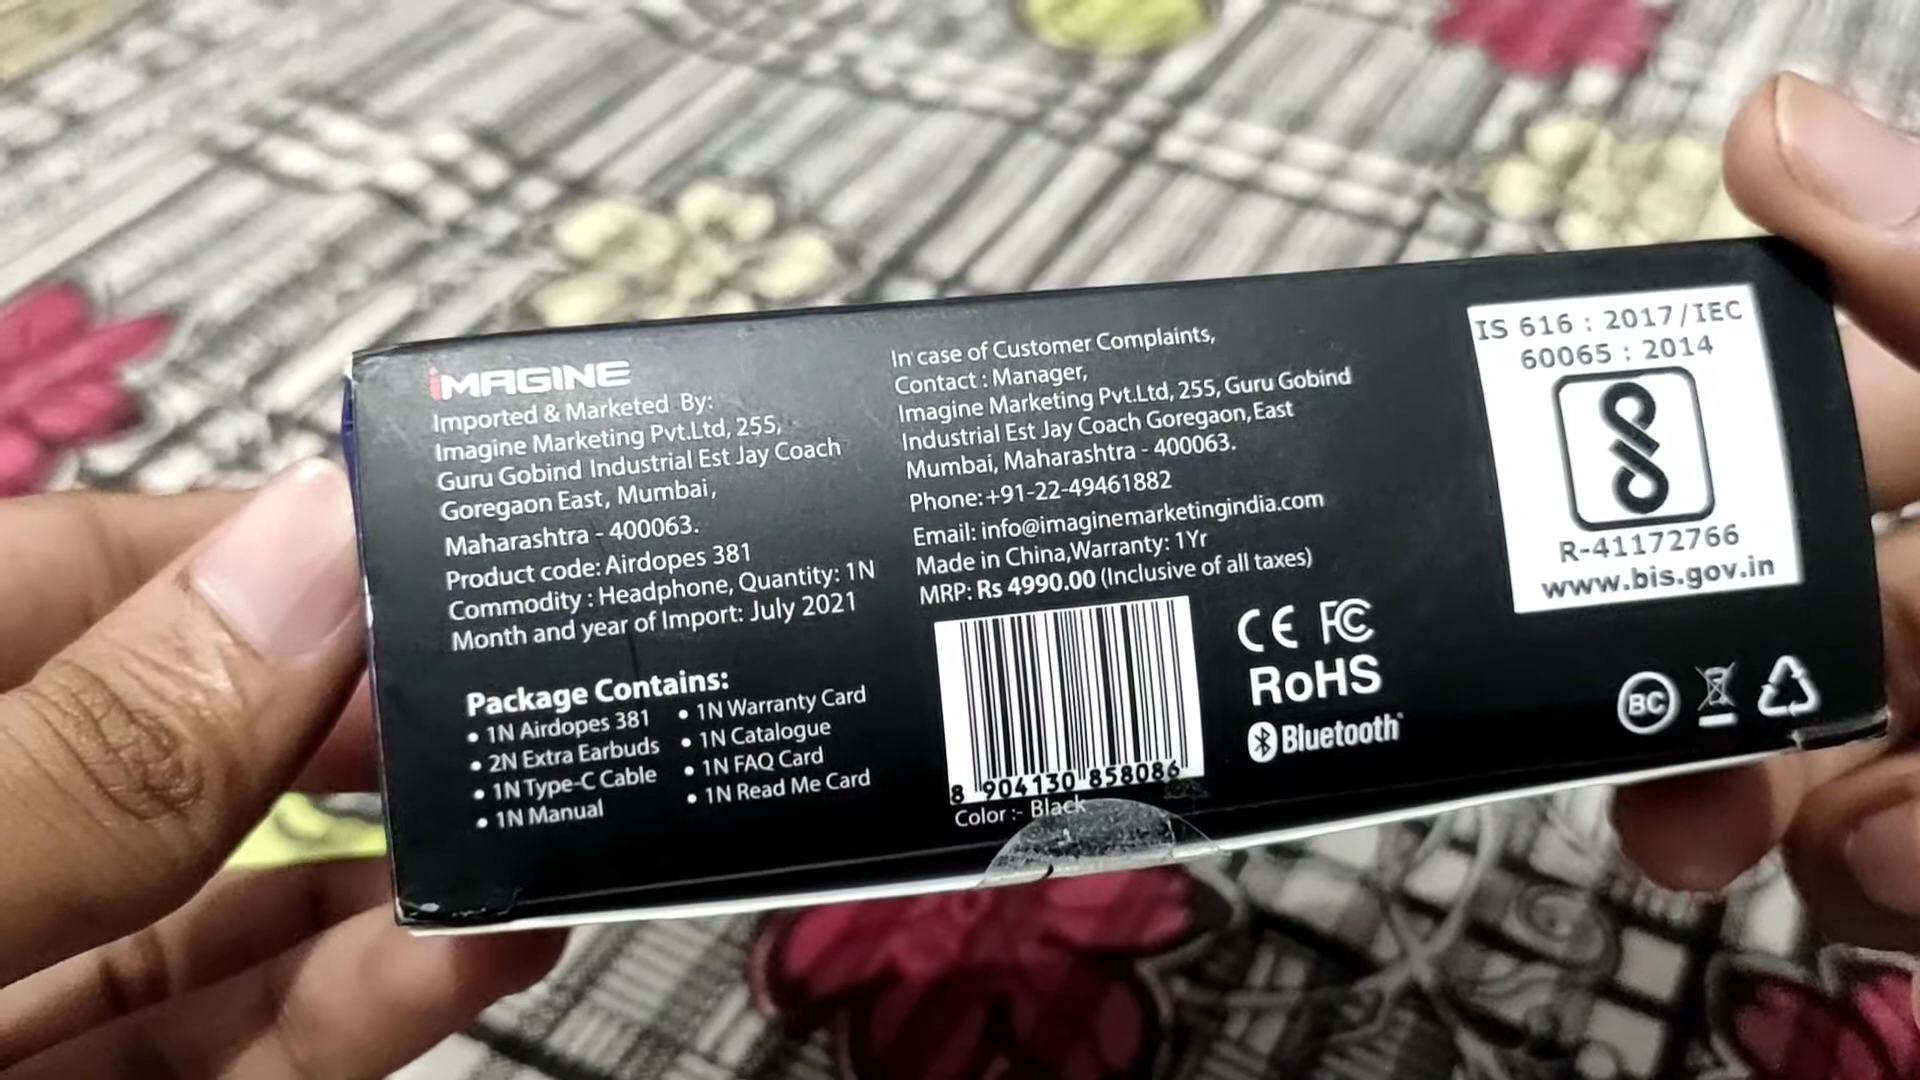 iMAGINE
Imported & Marketed By:
Imagine Marketing Pvt.Ltd, 255,
Guru Gobind Industrial Est Jay Coach
Goregaon East, Mumbai,
Maharashtra - 400063.
Product code: Airdopes 381
Commodity : Headphone, Quantity: 1N
Month and year of Import: July 2021
Package Contains:
• 1N Airdopes 381
• 2N Extra Earbuds
• 1N Type-C Cable
• 1N Manual
• 1N Warranty Card
• 1N Catalogue
• 1N FAQ Card
• 1N Read Me Card
In case of Customer Complaints,
Contact : Manager,
Imagine Marketing Pvt.Ltd, 255, Guru Gobind
Industrial Est Jay Coach Goregaon,East
Mumbai, Maharashtra - 400063.
Phone: +91-22-49461882
Email: info@imaginemarketingindia.com
Made in China,Warranty: 1Yr
MRP: Rs 4990.00 (Inclusive of all taxes)
8 904130 858086
Color :- Black
CE FC
RoHS
Bluetooth
IS 616 : 2017/IEC
60065 : 2014
R-41172766
www.bis.gov.in
BC